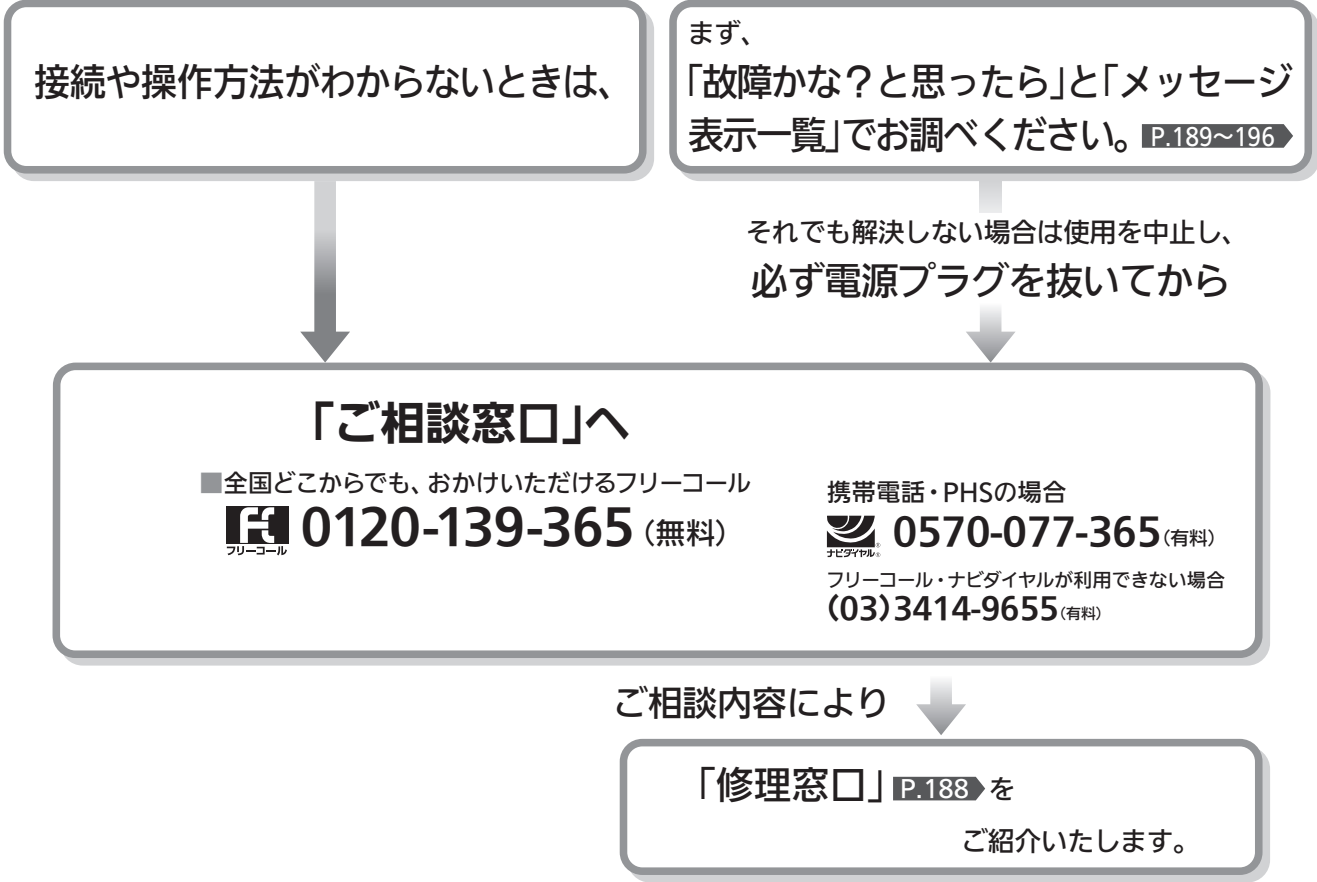 接続や操作方法がわからないときは、
まず、
「故障かな？と思ったら」と「メッセージ
表示一覧」でお調べください。 P.189～196
それでも解決しない場合は使用を中止し、
必ず電源プラグを抜いてから
「ご相談窓口」へ
■全国どこからでも、おかけいただけるフリーコール
フリーコール 0120-139-365（無料）
携帯電話・PHSの場合
ナビダイヤル® 0570-077-365（有料）
フリーコール・ナビダイヤルが利用できない場合
(03)3414-9655（有料）
ご相談内容により
「修理窓口」 P.188 を
ご紹介いたします。